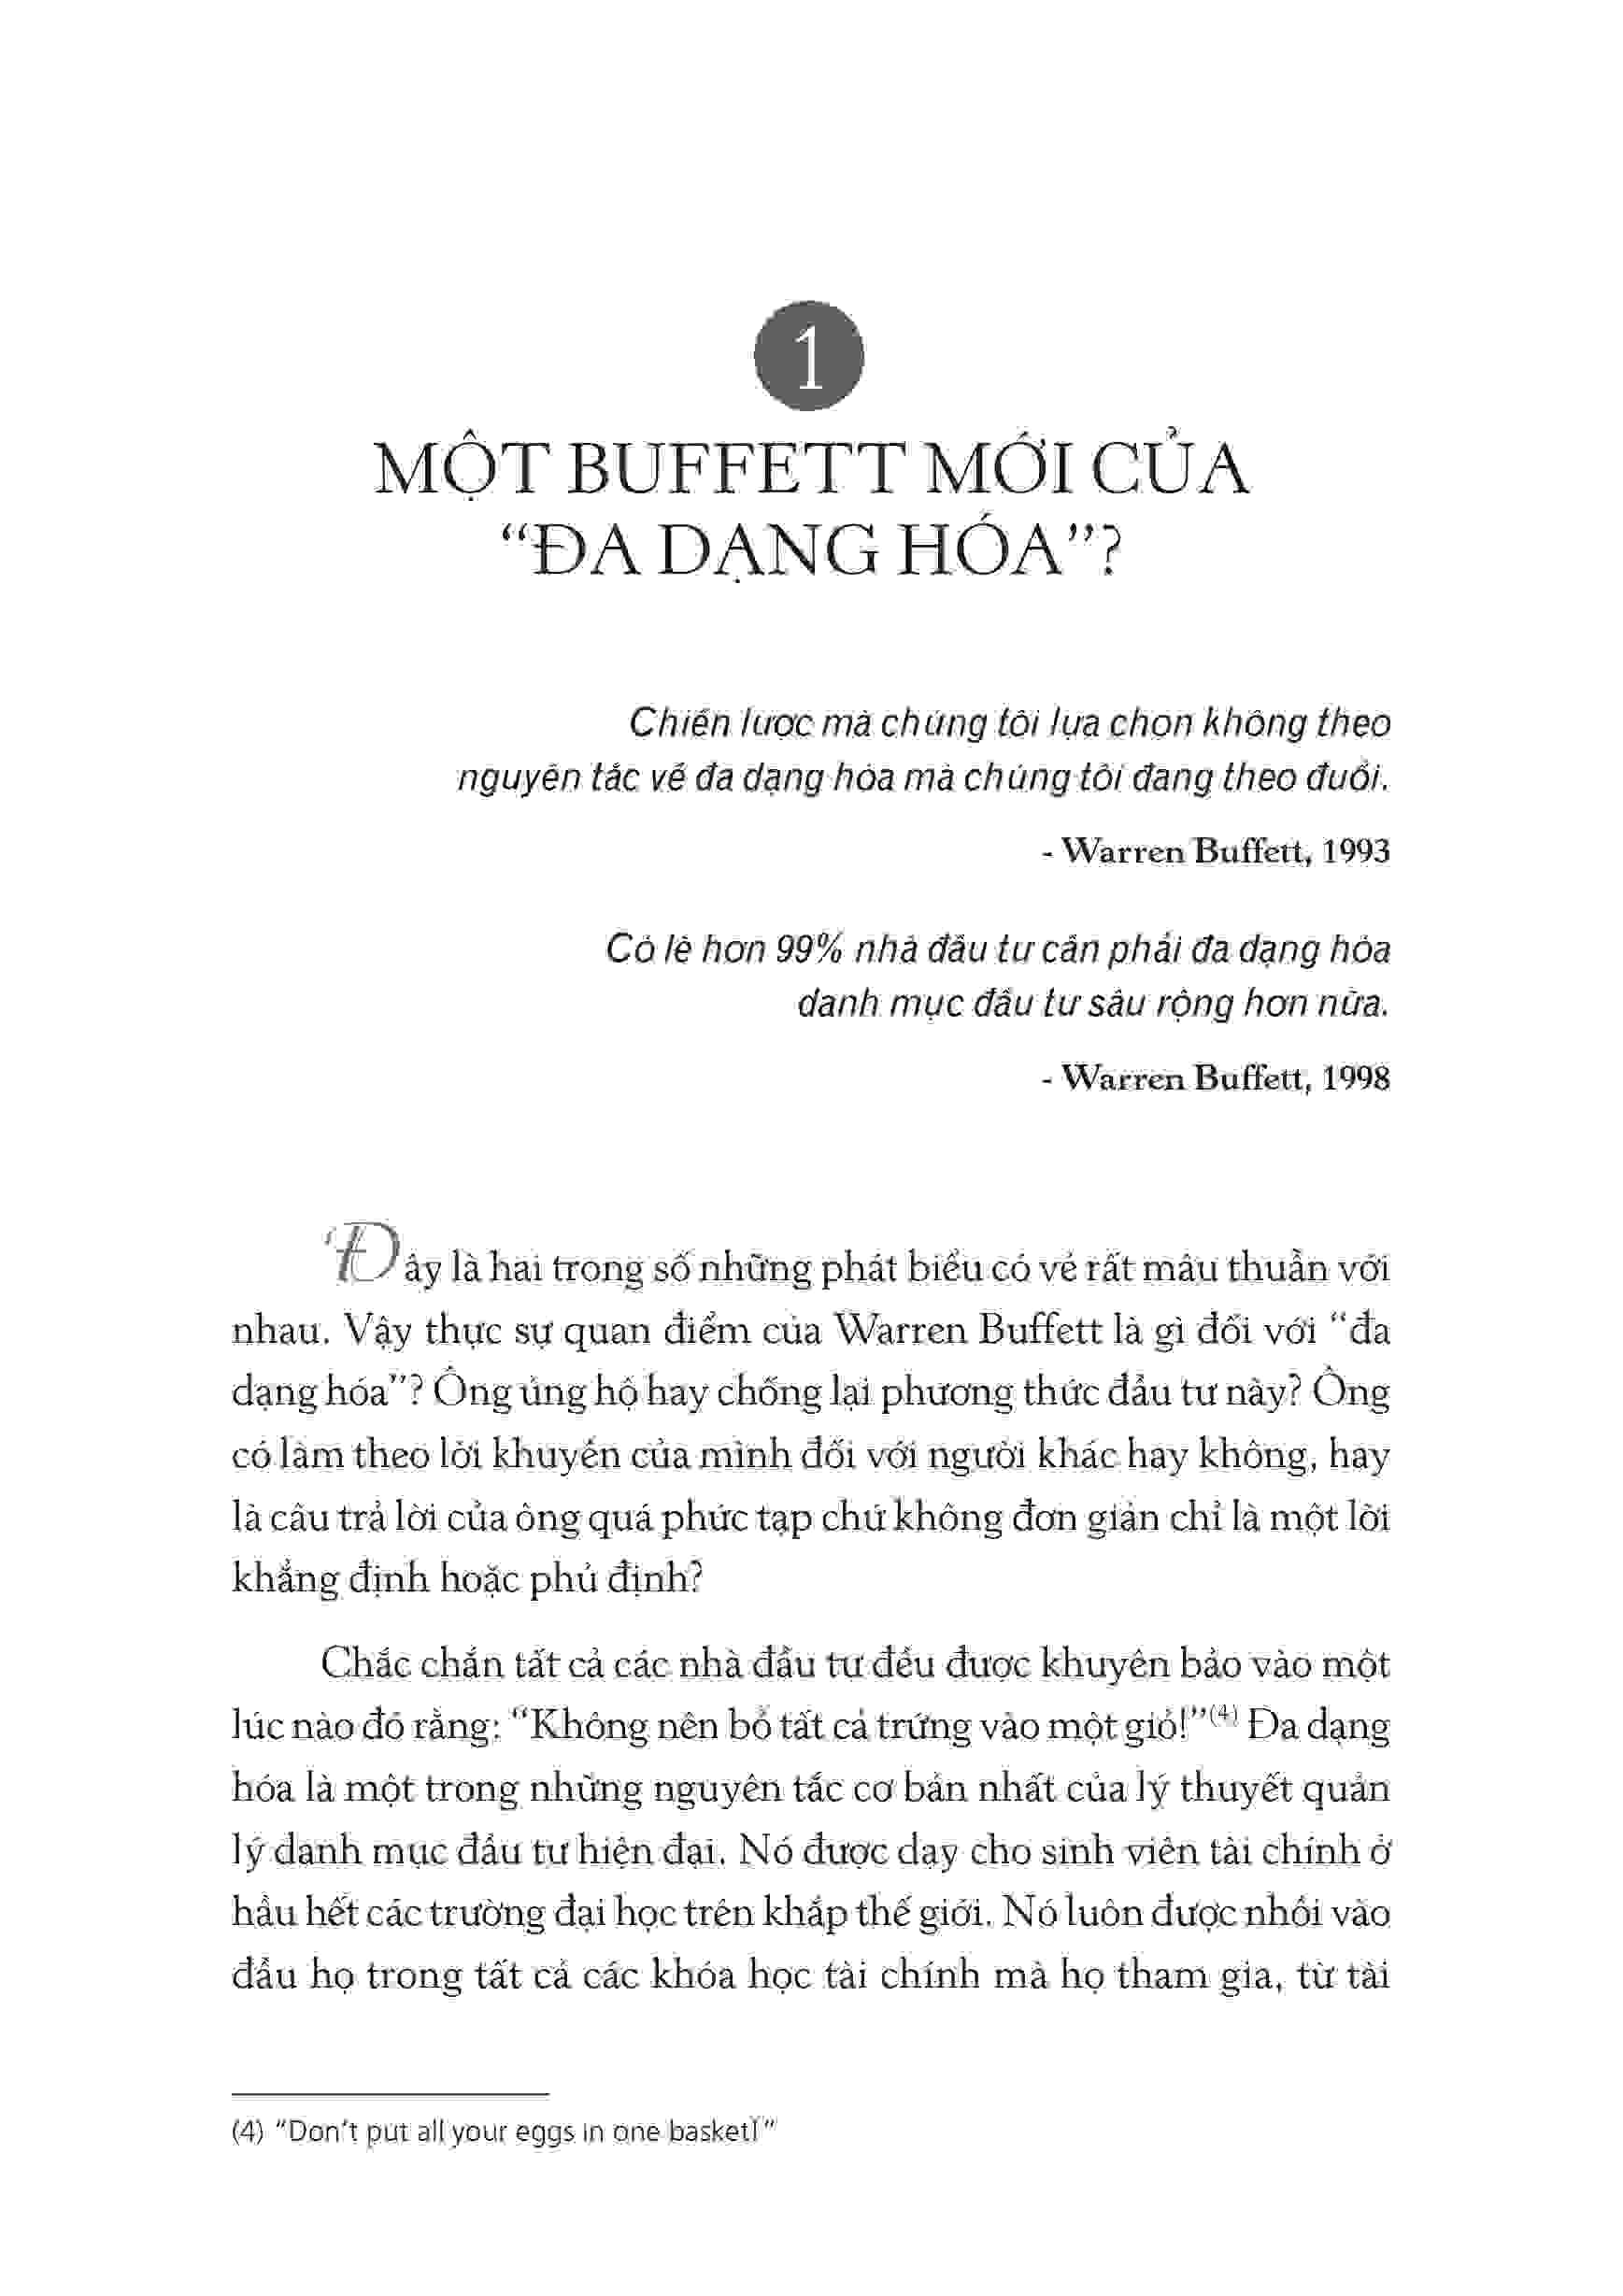 1
MỘT BUFFETT MỚI CỦA
“ĐA DẠNG HÓA”?
Chiến lược mà chúng tôi lựa chọn không theo
nguyên tắc về đa dạng hóa mà chúng tôi đang theo đuổi.
- Warren Buffett, 1993
Có lẽ hơn 99% nhà đầu tư cần phải đa dạng hóa
danh mục đầu tư sâu rộng hơn nữa.
- Warren Buffett, 1998
Đây là hai trong số những phát biểu có vẻ rất mâu thuẫn với
nhau. Vậy thực sự quan điểm của Warren Buffett là gì đối với “đa
dạng hóa”? Ông ủng hộ hay chống lại phương thức đầu tư này? Ông
có làm theo lời khuyên của mình đối với người khác hay không, hay
là câu trả lời của ông quá phức tạp chứ không đơn giản chỉ là một lời
khẳng định hoặc phủ định?
Chắc chắn tất cả các nhà đầu tư đều được khuyên bảo vào một
lúc nào đó rằng: “Không nên bỏ tất cả trứng vào một giỏ!”(4) Đa dạng
hóa là một trong những nguyên tắc cơ bản nhất của lý thuyết quản
lý danh mục đầu tư hiện đại. Nó được dạy cho sinh viên tài chính ở
hầu hết các trường đại học trên khắp thế giới. Nó luôn được nhồi vào
đầu họ trong tất cả các khóa học tài chính mà họ tham gia, từ tài
(4) “Don’t put all your eggs in one basket!”